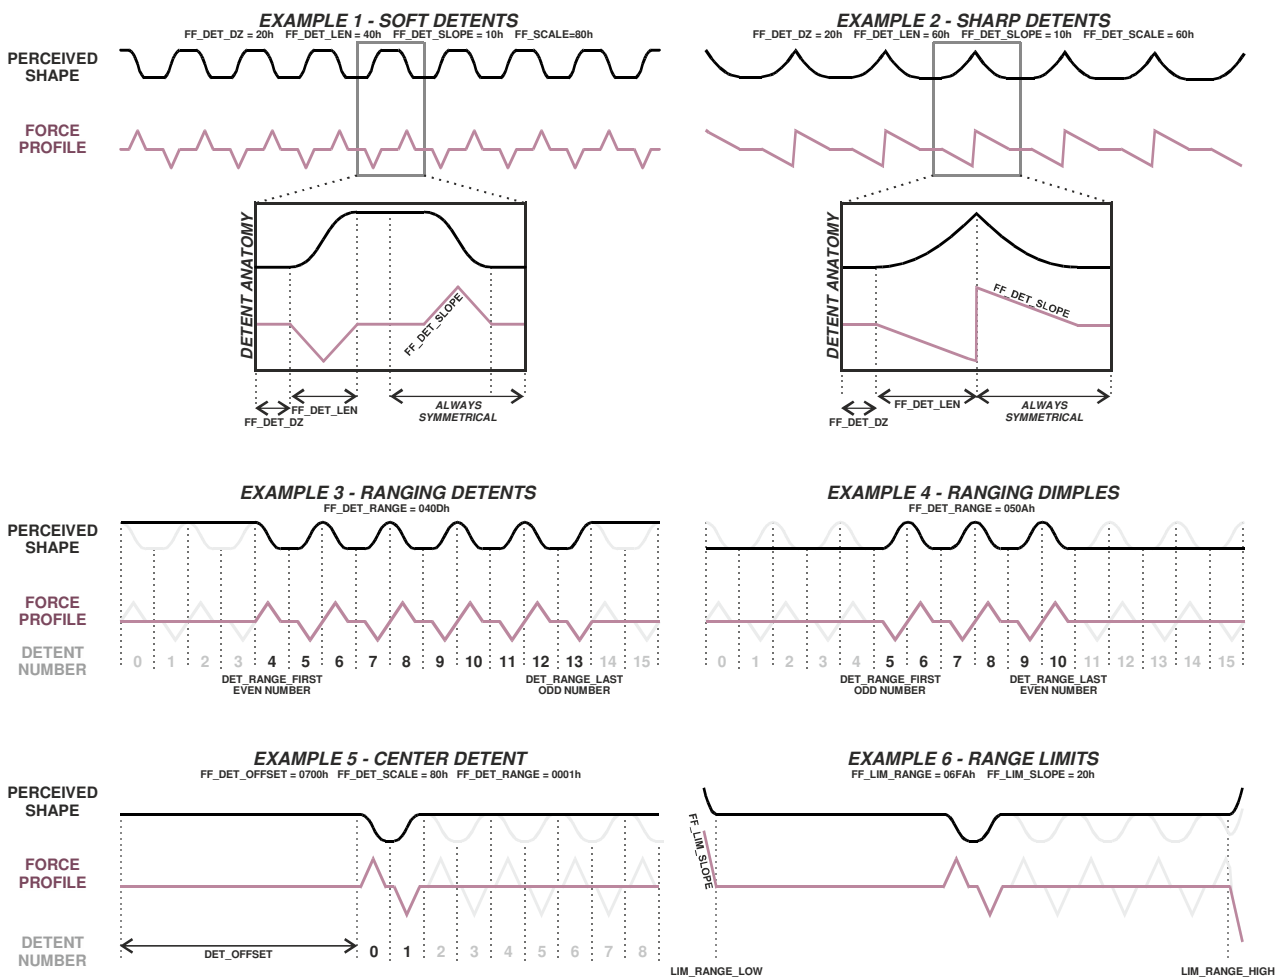 EXAMPLE 1 - SOFT DETENTS
FF_DET_DZ = 20h FF_DET_LEN = 40h FF_DET_SLOPE = 10h FF_SCALE=80h
PERCEIVED
SHAPE
FORCE
PROFILE
DETENT ANATOMY
FF_DET_SLOPE
FF_DET_LEN
FF_DET_DZ
ALWAYS
SYMMETRICAL
EXAMPLE 2 - SHARP DETENTS
FF_DET_DZ = 20h FF_DET_LEN = 60h FF_DET_SLOPE = 10h FF_DET_SCALE = 60h
DETENT ANATOMY
FF_DET_SLOPE
FF_DET_LEN
FF_DET_DZ
ALWAYS
SYMMETRICAL
EXAMPLE 3 - RANGING DETENTS
FF_DET_RANGE = 040Dh
PERCEIVED
SHAPE
FORCE
PROFILE
DETENT
NUMBER
0 1 2 3 4 5 6 7 8 9 10 11 12 13 14 15
DET_RANGE_FIRST
EVEN NUMBER
DET_RANGE_LAST
ODD NUMBER
EXAMPLE 4 - RANGING DIMPLES
FF_DET_RANGE = 050Ah
0 1 2 3 4 5 6 7 8 9 10 11 12 13 14 15
DET_RANGE_FIRST
ODD NUMBER
DET_RANGE_LAST
EVEN NUMBER
EXAMPLE 5 - CENTER DETENT
FF_DET_OFFSET = 0700h FF_DET_SCALE = 80h FF_DET_RANGE = 0001h
PERCEIVED
SHAPE
FORCE
PROFILE
DETENT
NUMBER
DET_OFFSET
0 1 2 3 4 5 6 7 8
EXAMPLE 6 - RANGE LIMITS
FF_LIM_RANGE = 06FAh FF_LIM_SLOPE = 20h
FF_LIM_SLOPE
LIM_RANGE_LOW
LIM_RANGE_HIGH